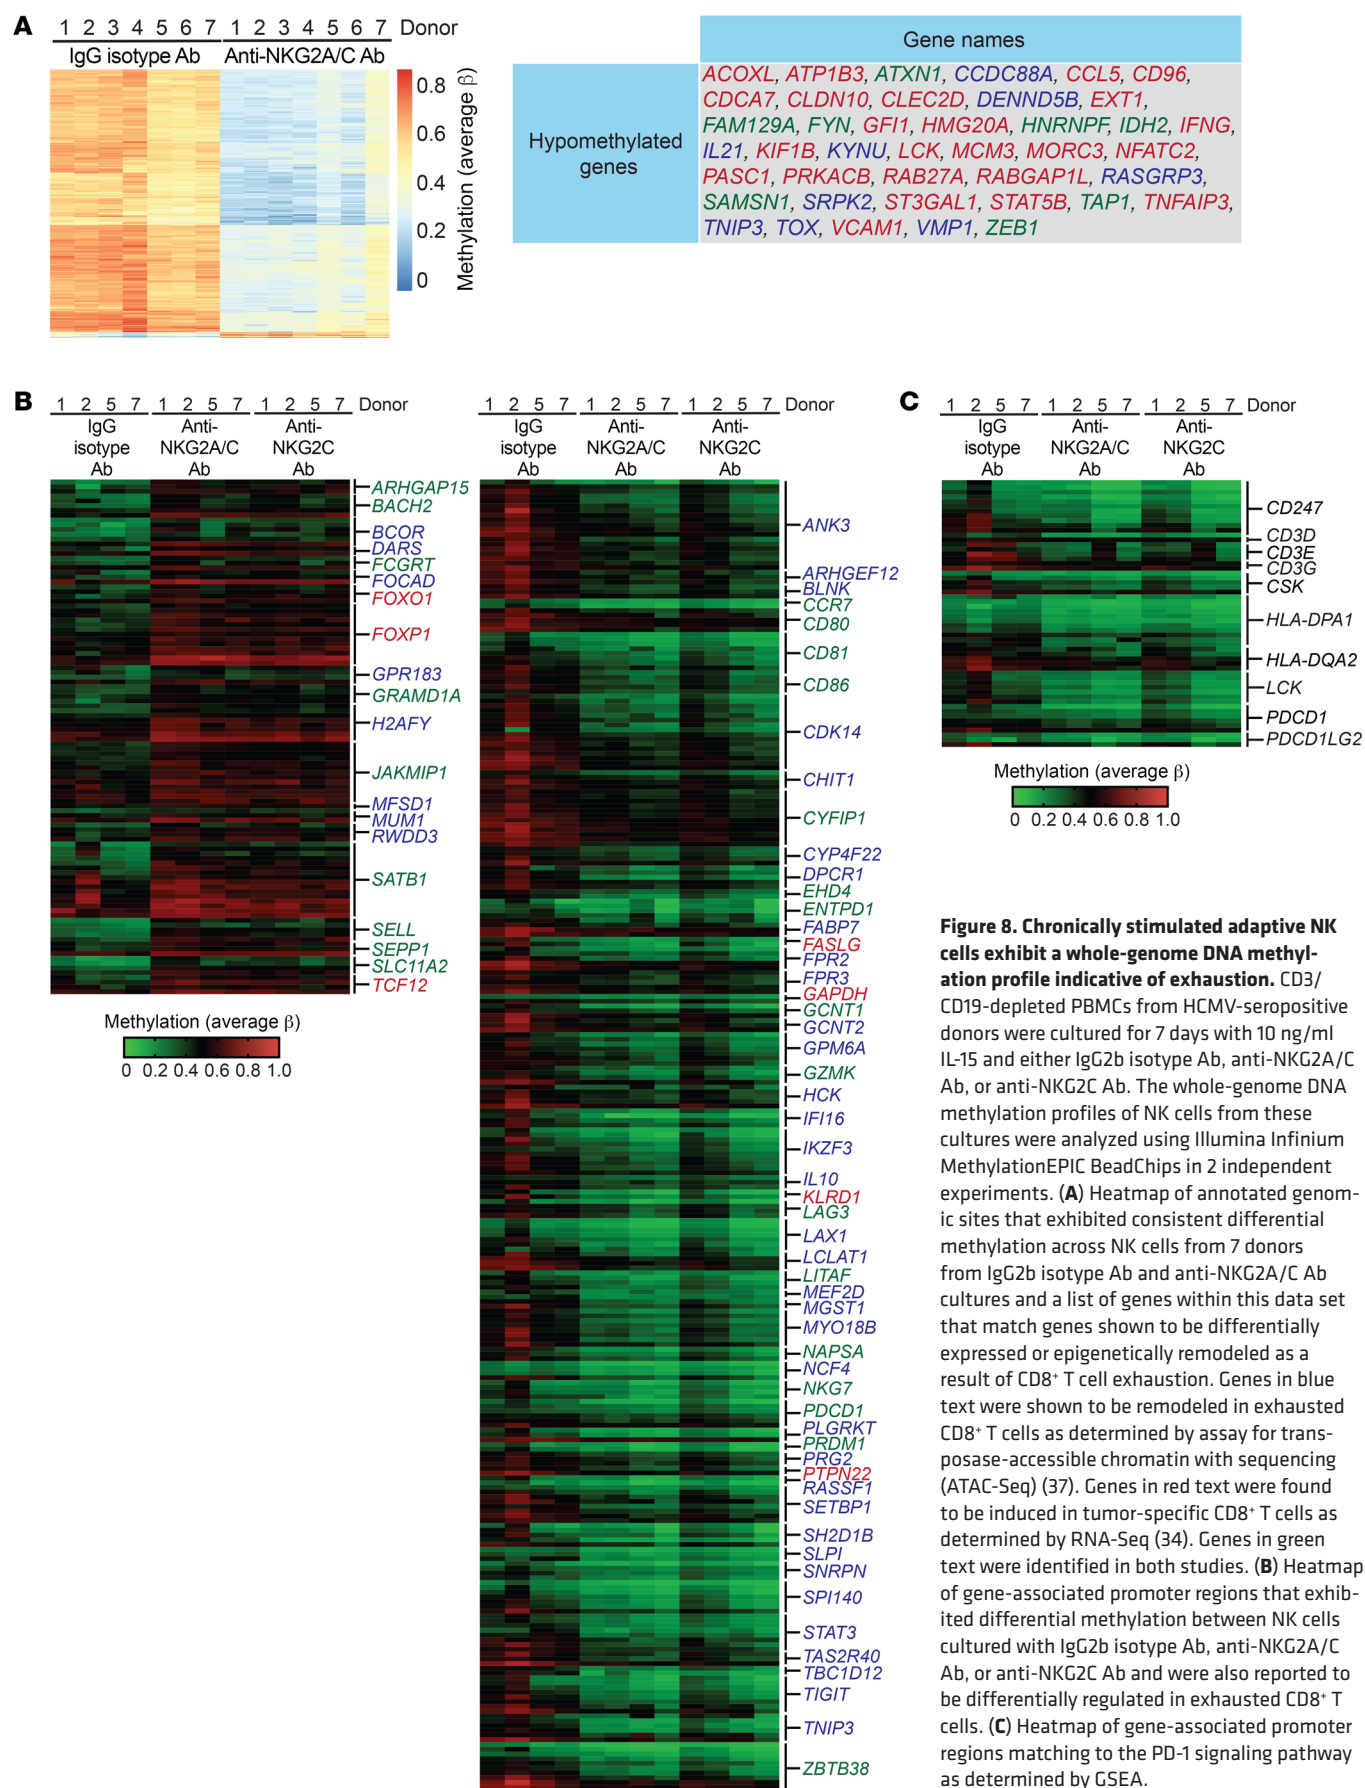 A
1 2 3 4 5 6 7 1 2 3 4 5 6 7 Donor
IgG isotype Ab Anti-NKG2A/C Ab
0.8
0.6
0.4
0.2
0
Methylation (average β)
Gene names
Hypomethylated
genes
ACOXL, ATP1B3, ATXN1, CCDC88A, CCL5, CD96,
CDCA7, CLDN10, CLEC2D, DENND5B, EXT1,
FAM129A, FYN, GFI1, HMG20A, HNRNPF, IDH2, IFNG,
IL21, KIF1B, KYNU, LCK, MCM3, MORC3, NFATC2,
PASC1, PRKACB, RAB27A, RABGAP1L, RASGRP3,
SAMSN1, SRPK2, ST3GAL1, STAT5B, TAP1, TNFAIP3,
TNIP3, TOX, VCAM1, VMP1, ZEB1
B
1 2 5 7 1 2 5 7 1 2 5 7 Donor
IgG Anti- Anti-
isotype NKG2A/C NKG2C
Ab Ab Ab
ARHGAP15
BACH2
BCOR
DARS
FCGRT
FOCAD
FOXO1
FOXP1
GPR183
GRAMD1A
H2AFY
JAKMIP1
MFSD1
MUM1
RWDD3
SATB1
SELL
SEPP1
SLC11A2
TCF12
Methylation (average β)
0 0.2 0.4 0.6 0.8 1.0
1 2 5 7 1 2 5 7 1 2 5 7 Donor
IgG Anti- Anti-
isotype NKG2A/C NKG2C
Ab Ab Ab
ANK3
ARHGEF12
BLNK
CCR7
CD80
CD81
CD86
CDK14
CHIT1
CYFIP1
CYP4F22
DPCR1
EHD4
ENTPD1
FABP7
FASLG
FPR2
FPR3
GAPDH
GCNT1
GCNT2
GPM6A
GZMK
HCK
IFI16
IKZF3
IL10
KLRD1
LAG3
LAX1
LCLAT1
LITAF
MEF2D
MGST1
MYO18B
NAPSA
NCF4
NKG7
PDCD1
PLGRKT
PRDM1
PRG2
PTPN22
RASSF1
SETBP1
SH2D1B
SLPI
SNRPN
SPI140
STAT3
TAS2R40
TBC1D12
TIGIT
TNIP3
ZBTB38
C
1 2 5 7 1 2 5 7 1 2 5 7 Donor
IgG Anti- Anti-
isotype NKG2A/C NKG2C
Ab Ab Ab
CD247
CD3D
CD3E
CD3G
CSK
HLA-DPA1
HLA-DQA2
LCK
PDCD1
PDCD1LG2
Methylation (average β)
0 0.2 0.4 0.6 0.8 1.0
Figure 8. Chronically stimulated adaptive NK
cells exhibit a whole-genome DNA methyl-
ation profile indicative of exhaustion. CD3/
CD19-depleted PBMCs from HCMV-seropositive
donors were cultured for 7 days with 10 ng/ml
IL-15 and either IgG2b isotype Ab, anti-NKG2A/C
Ab, or anti-NKG2C Ab. The whole-genome DNA
methylation profiles of NK cells from these
cultures were analyzed using Illumina Infinium
MethylationEPIC BeadChips in 2 independent
experiments. (A) Heatmap of annotated genom-
ic sites that exhibited consistent differential
methylation across NK cells from 7 donors
from IgG2b isotype Ab and anti-NKG2A/C Ab
cultures and a list of genes within this data set
that match genes shown to be differentially
expressed or epigenetically remodeled as a
result of CD8⁺ T cell exhaustion. Genes in blue
text were shown to be remodeled in exhausted
CD8⁺ T cells as determined by assay for trans-
posase-accessible chromatin with sequencing
(ATAC-Seq) (37). Genes in red text were found
to be induced in tumor-specific CD8⁺ T cells as
determined by RNA-Seq (34). Genes in green
text were identified in both studies. (B) Heatmap
of gene-associated promoter regions that exhib-
ited differential methylation between NK cells
cultured with IgG2b isotype Ab, anti-NKG2A/C
Ab, or anti-NKG2C Ab and were also reported to
be differentially regulated in exhausted CD8⁺ T
cells. (C) Heatmap of gene-associated promoter
regions matching to the PD-1 signaling pathway
as determined by GSEA.